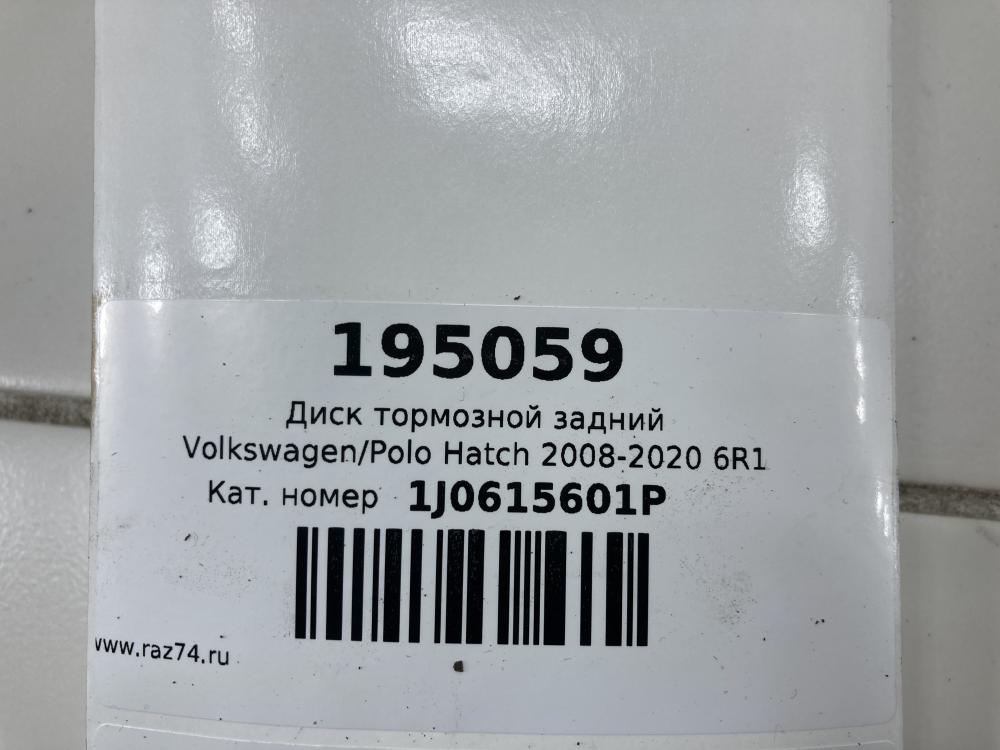 195059
Диск тормозной задний
Volkswagen/Polo Hatch 2008-2020 6R1
Кат. номер 1J0615601P
www.raz74.ru